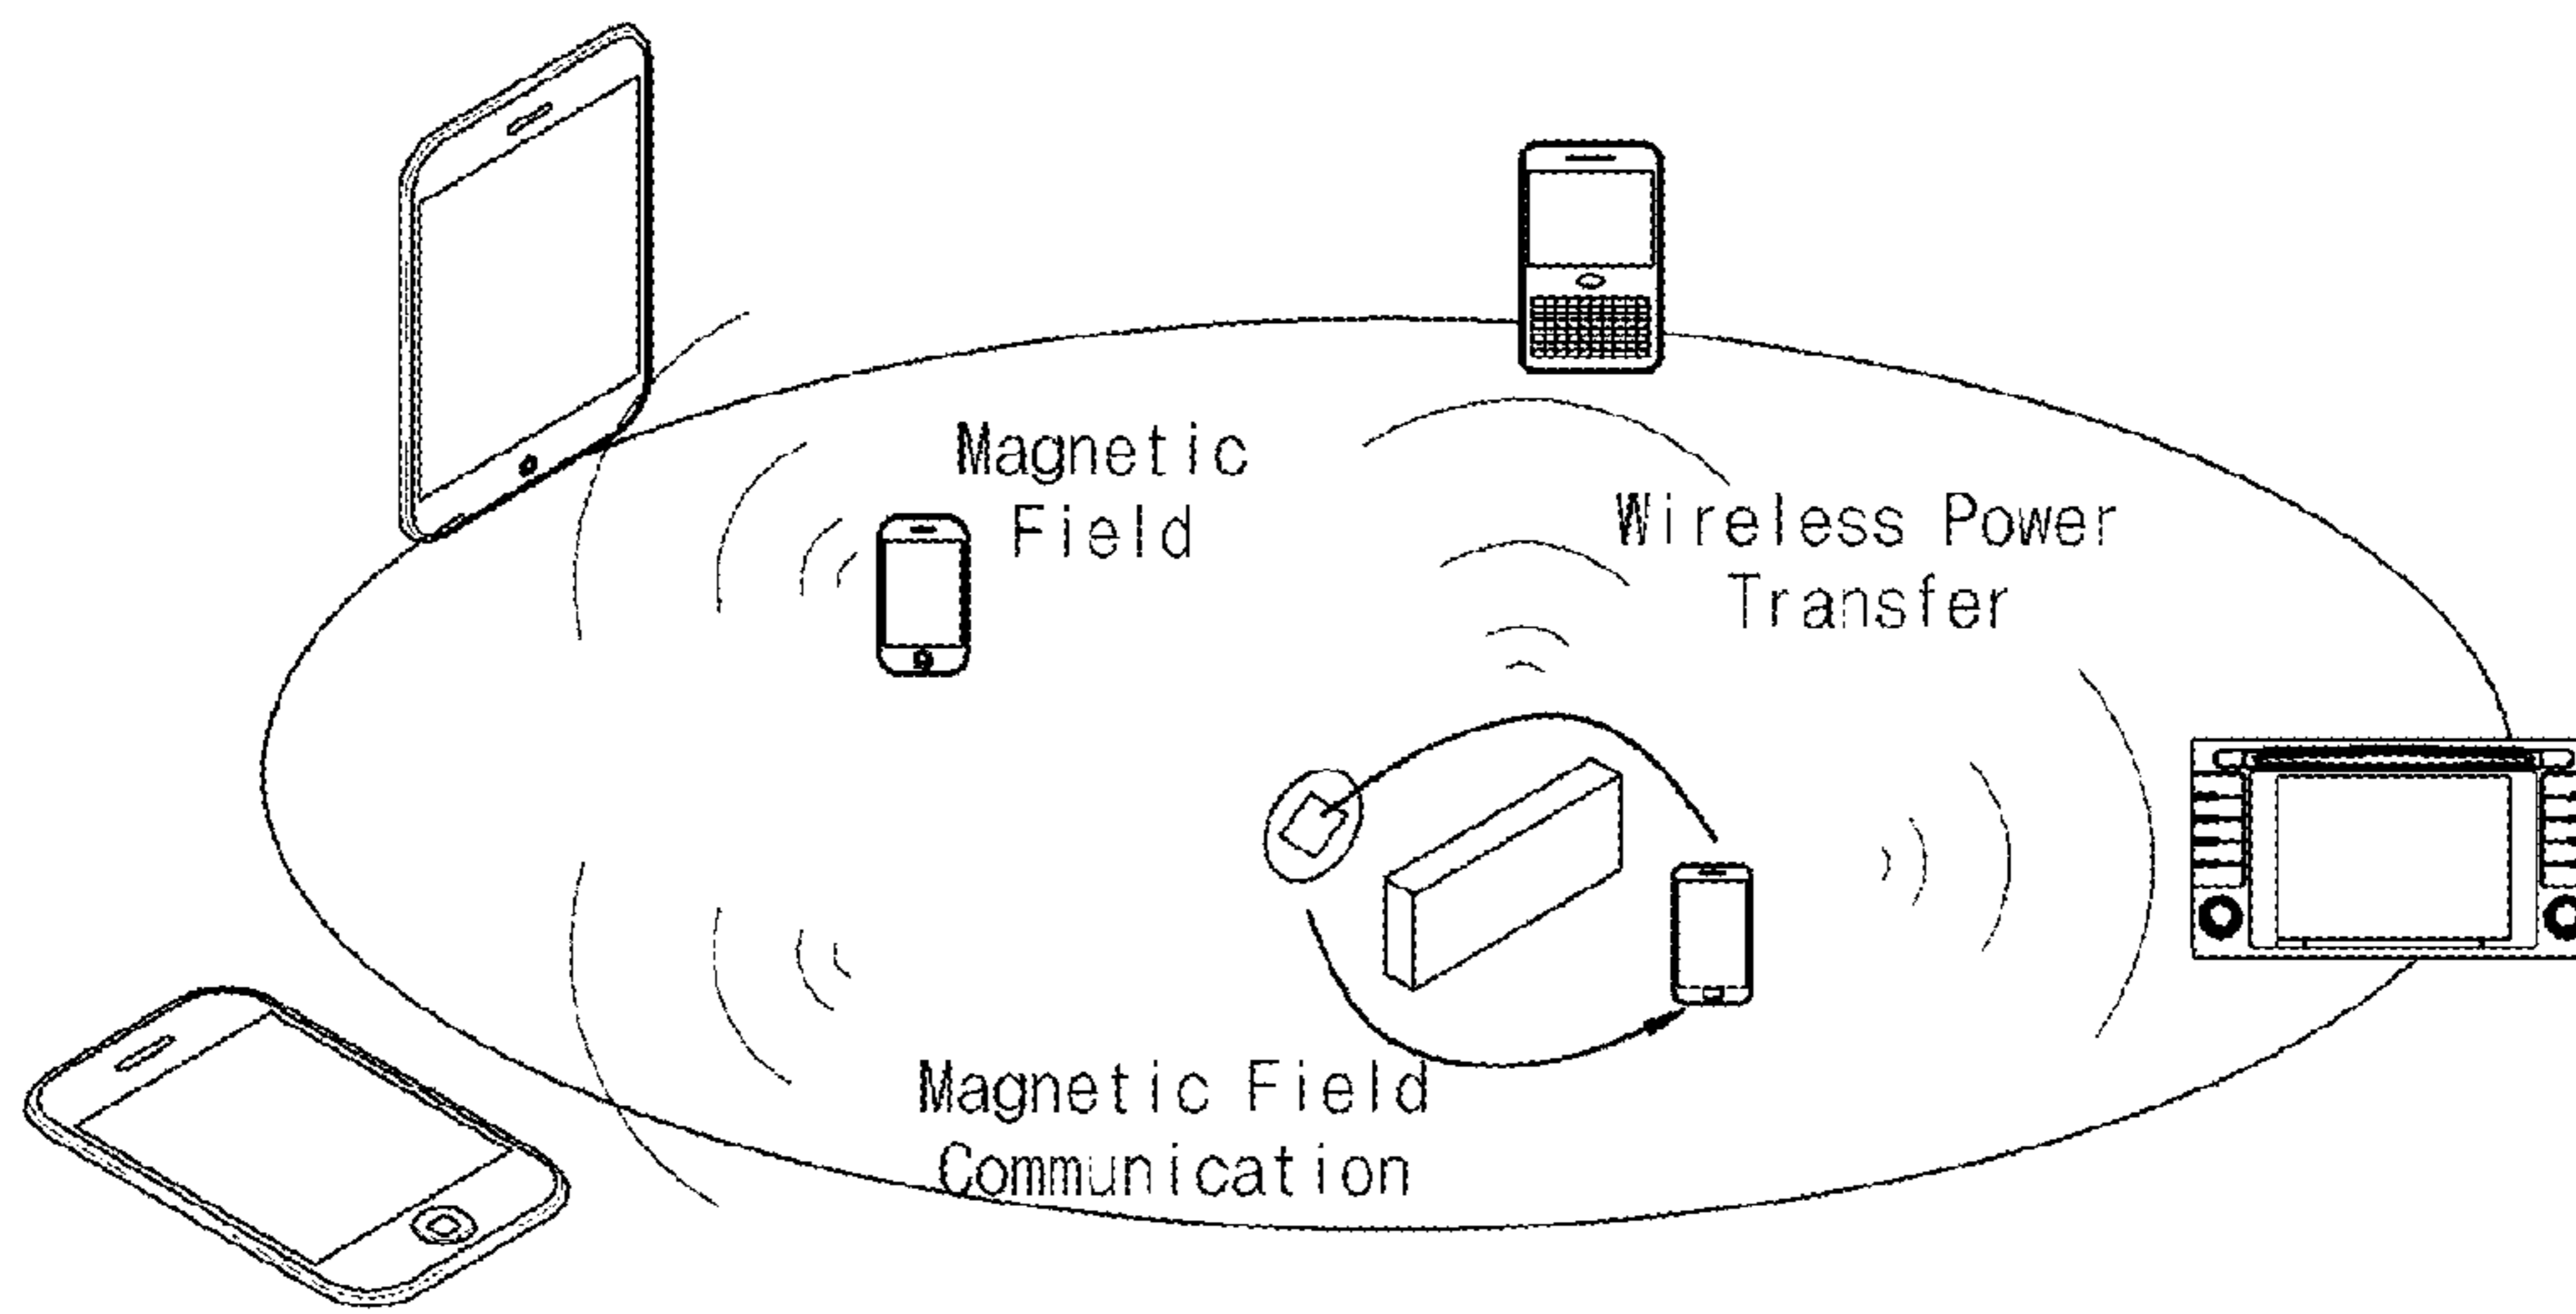 Magnetic
Field
Wireless Power
Transfer
Magnetic Field
Communication